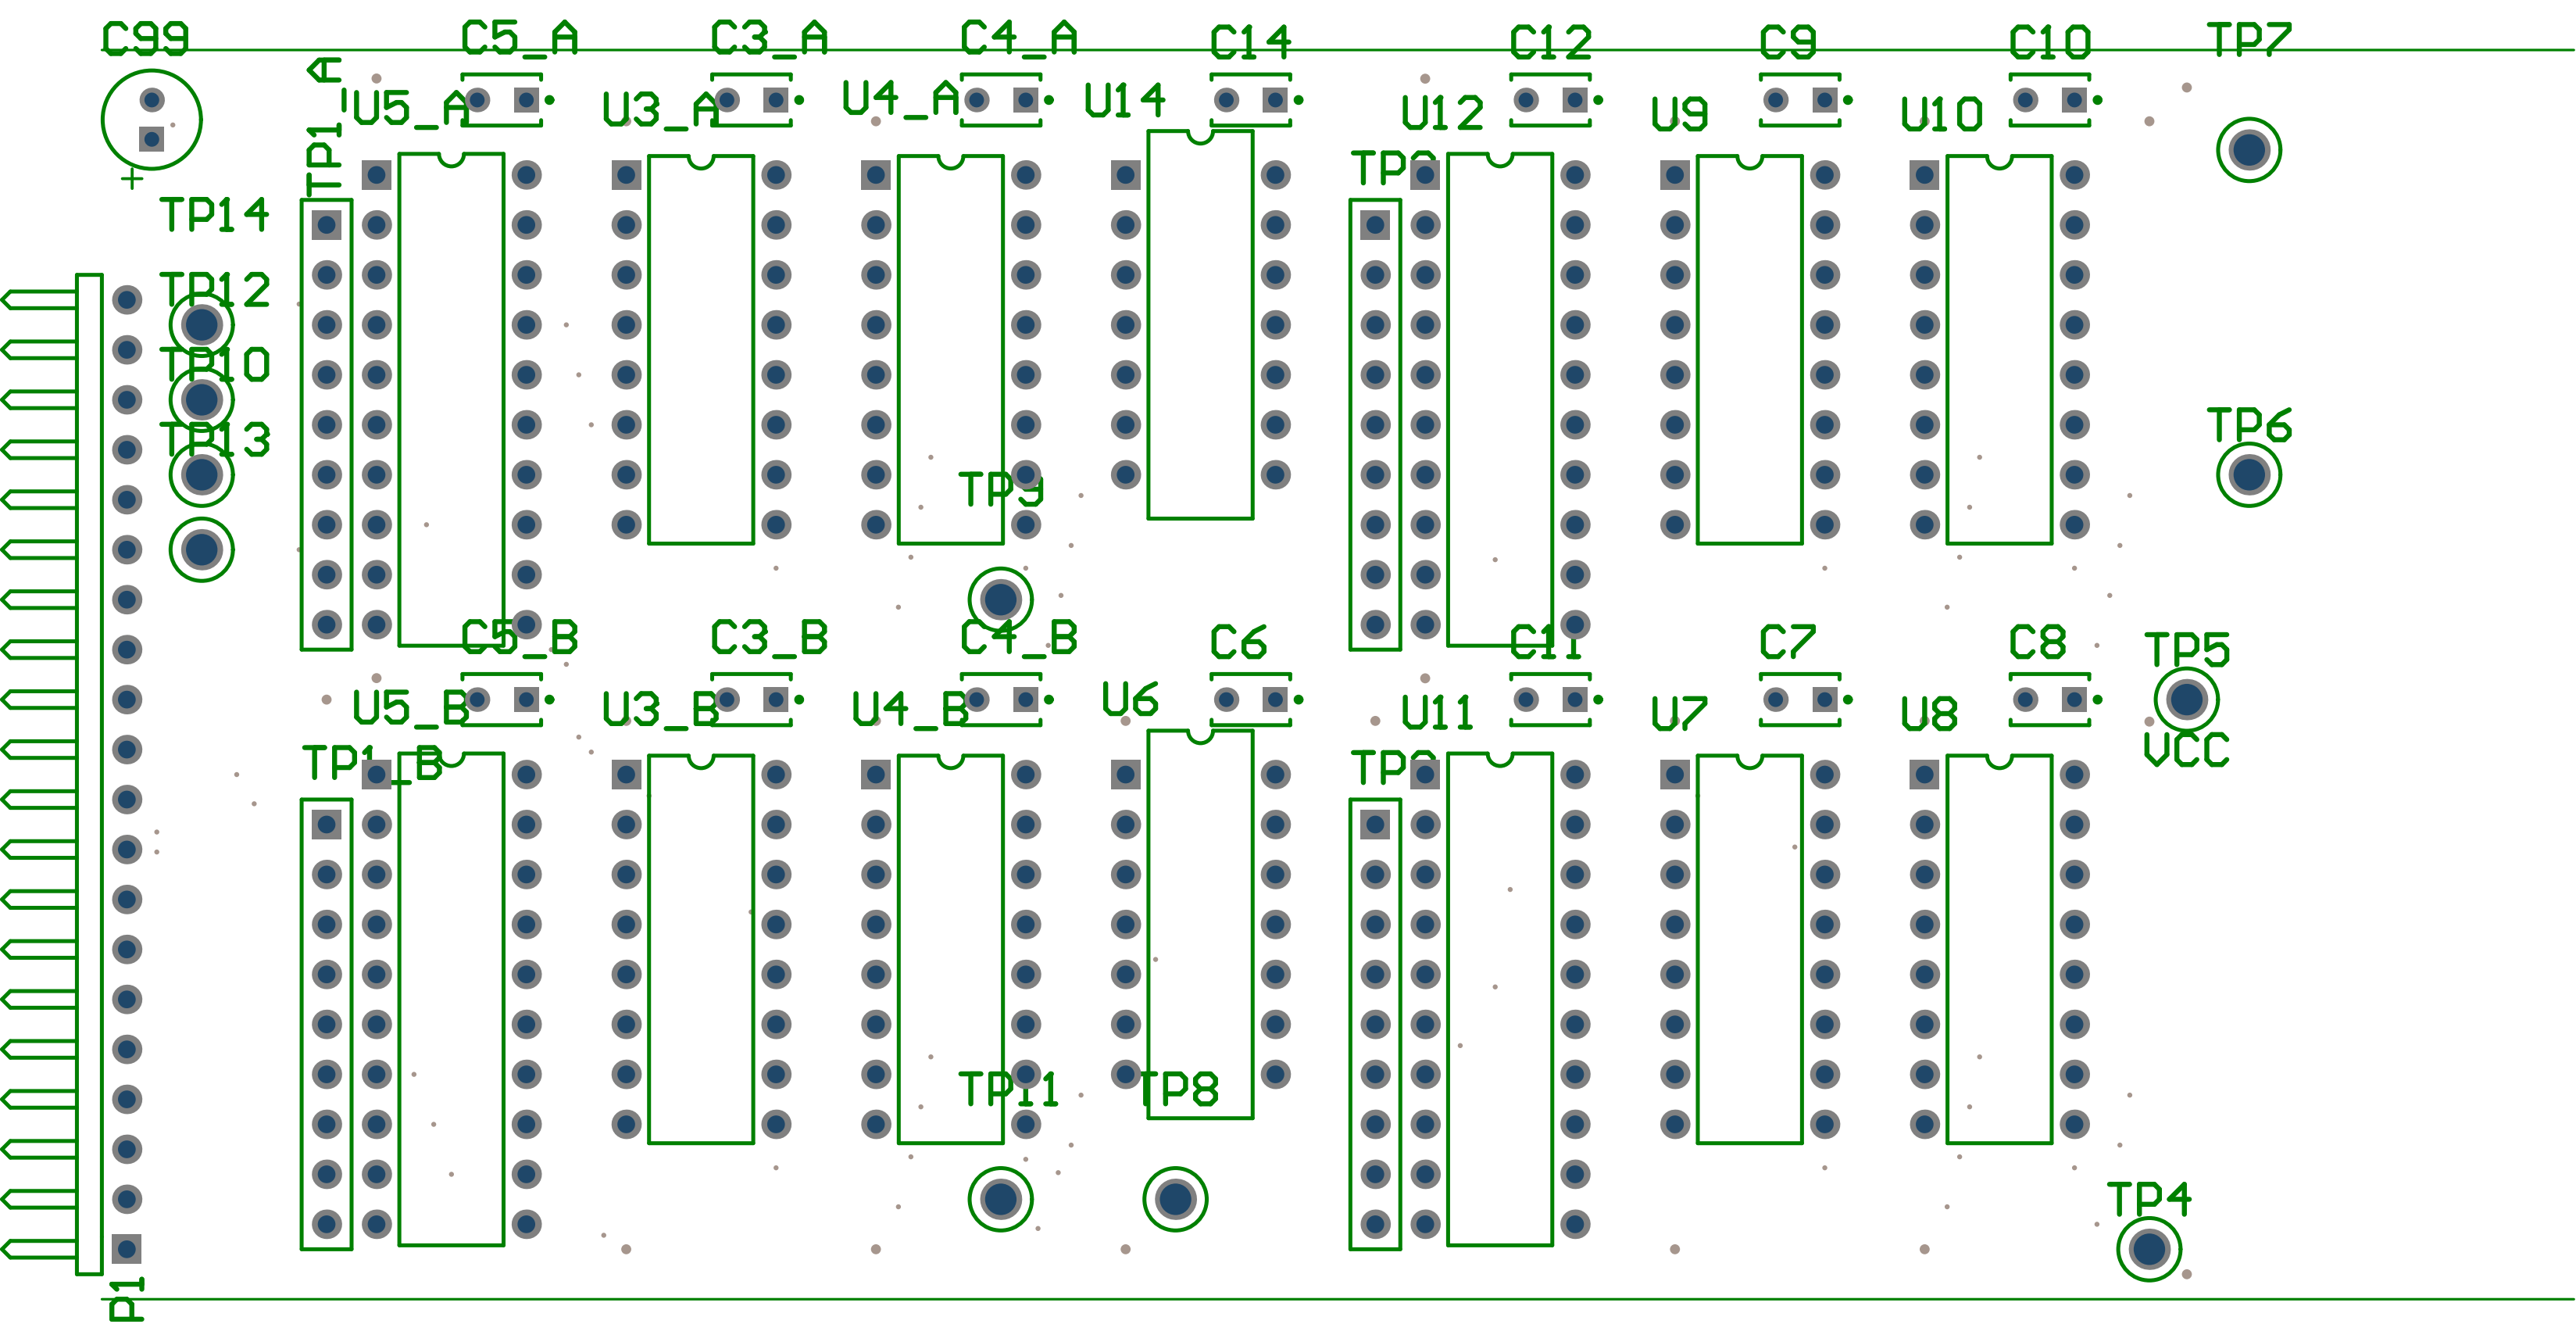 C99
C5_A
C3_A
C4_A
C14
C12
C9
C10
TP7
TP1_A
U5_A
U3_A
U4_A
U14
U12
U9
U10
TP14
TP12
TP10
TP13
TP9
TP6
C5_B
C3_B
C4_B
C6
C11
C7
C8
TP5
U5_B
U3_B
U4_B
U6
U11
U7
U8
VCC
TP1_B
TP11
TP8
TP4
P1